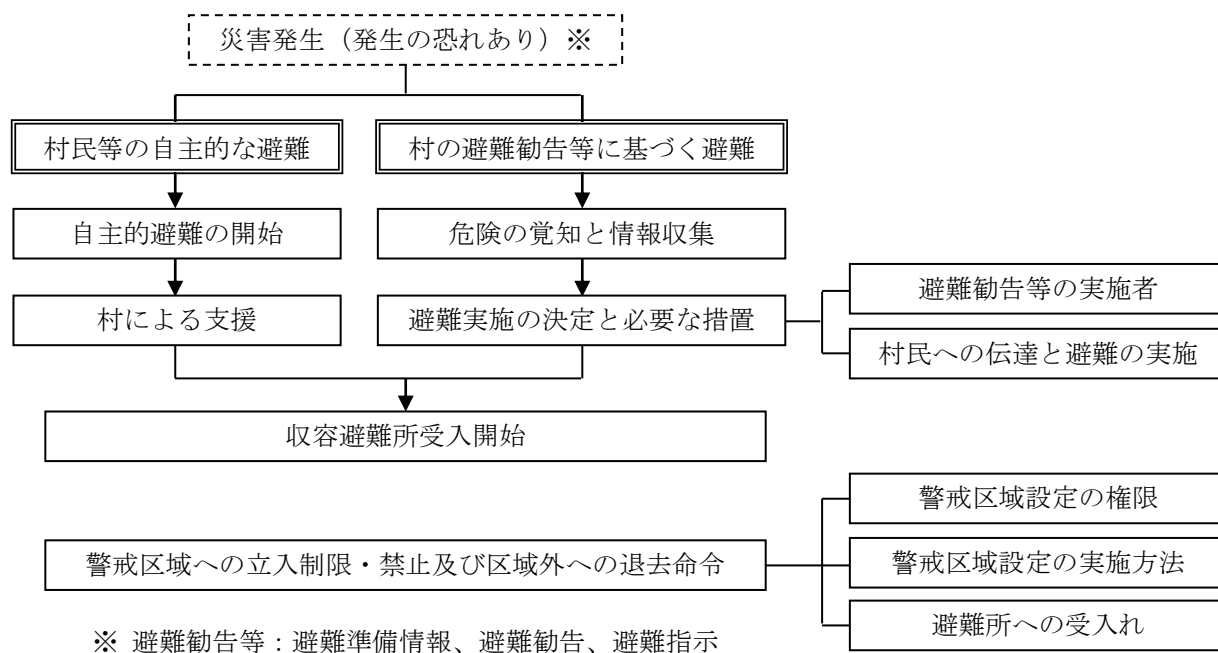 災害発生（発生の恐れあり）※
村民等の自主的な避難
村の避難勧告等に基づく避難
自主的避難の開始
危険の覚知と情報収集
村による支援
避難実施の決定と必要な措置
避難勧告等の実施者
村民への伝達と避難の実施
収容避難所受入開始
警戒区域への立入制限・禁止及び区域外への退去命令
警戒区域設定の権限
警戒区域設定の実施方法
避難所への受入れ
※ 避難勧告等：避難準備情報、避難勧告、避難指示